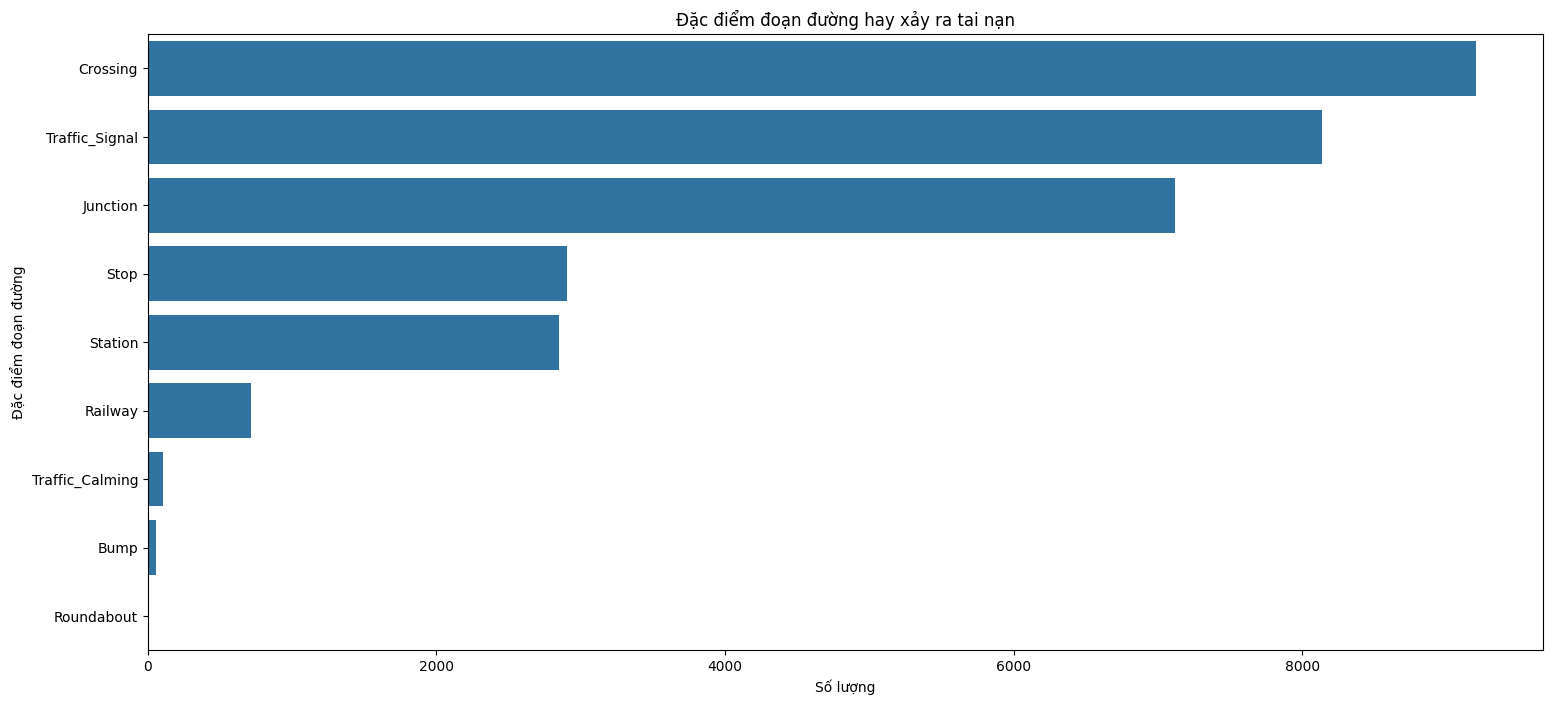 Đặc điểm đoạn đường hay xảy ra tai nạn
Đặc điểm đoạn đường
Crossing
Traffic_Signal
Junction
Stop
Station
Railway
Traffic_Calming
Bump
Roundabout
0 2000 4000 6000 8000
Số lượng